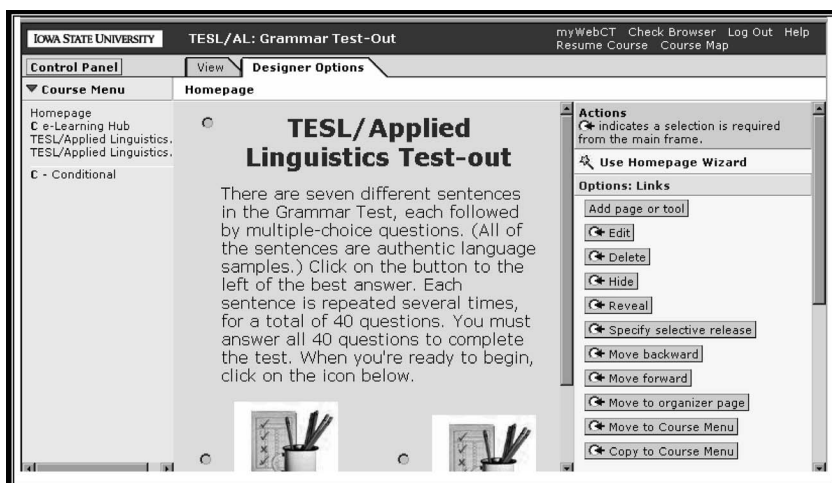 IOWA STATE UNIVERSITY
TESL/AL: Grammar Test-Out
myWebCT Check Browser Log Out Help
Resume Course Course Map
Control Panel
View
Designer Options
Course Menu
Homepage
Homepage
C e-Learning Hub
TESL/Applied Linguistics.
TESL/Applied Linguistics.
C - Conditional
TESL/Applied
Linguistics Test-out
There are seven different sentences
in the Grammar Test, each followed
by multiple-choice questions. (All of
the sentences are authentic language
samples.) Click on the button to the
left of the best answer. Each
sentence is repeated several times,
for a total of 40 questions. You must
answer all 40 questions to complete
the test. When you're ready to begin,
click on the icon below.
Actions
indicates a selection is required
from the main frame.
Use Homepage Wizard
Options: Links
Add page or tool
Edit
Delete
Hide
Reveal
Specify selective release
Move backward
Move forward
Move to organizer page
Move to Course Menu
Copy to Course Menu